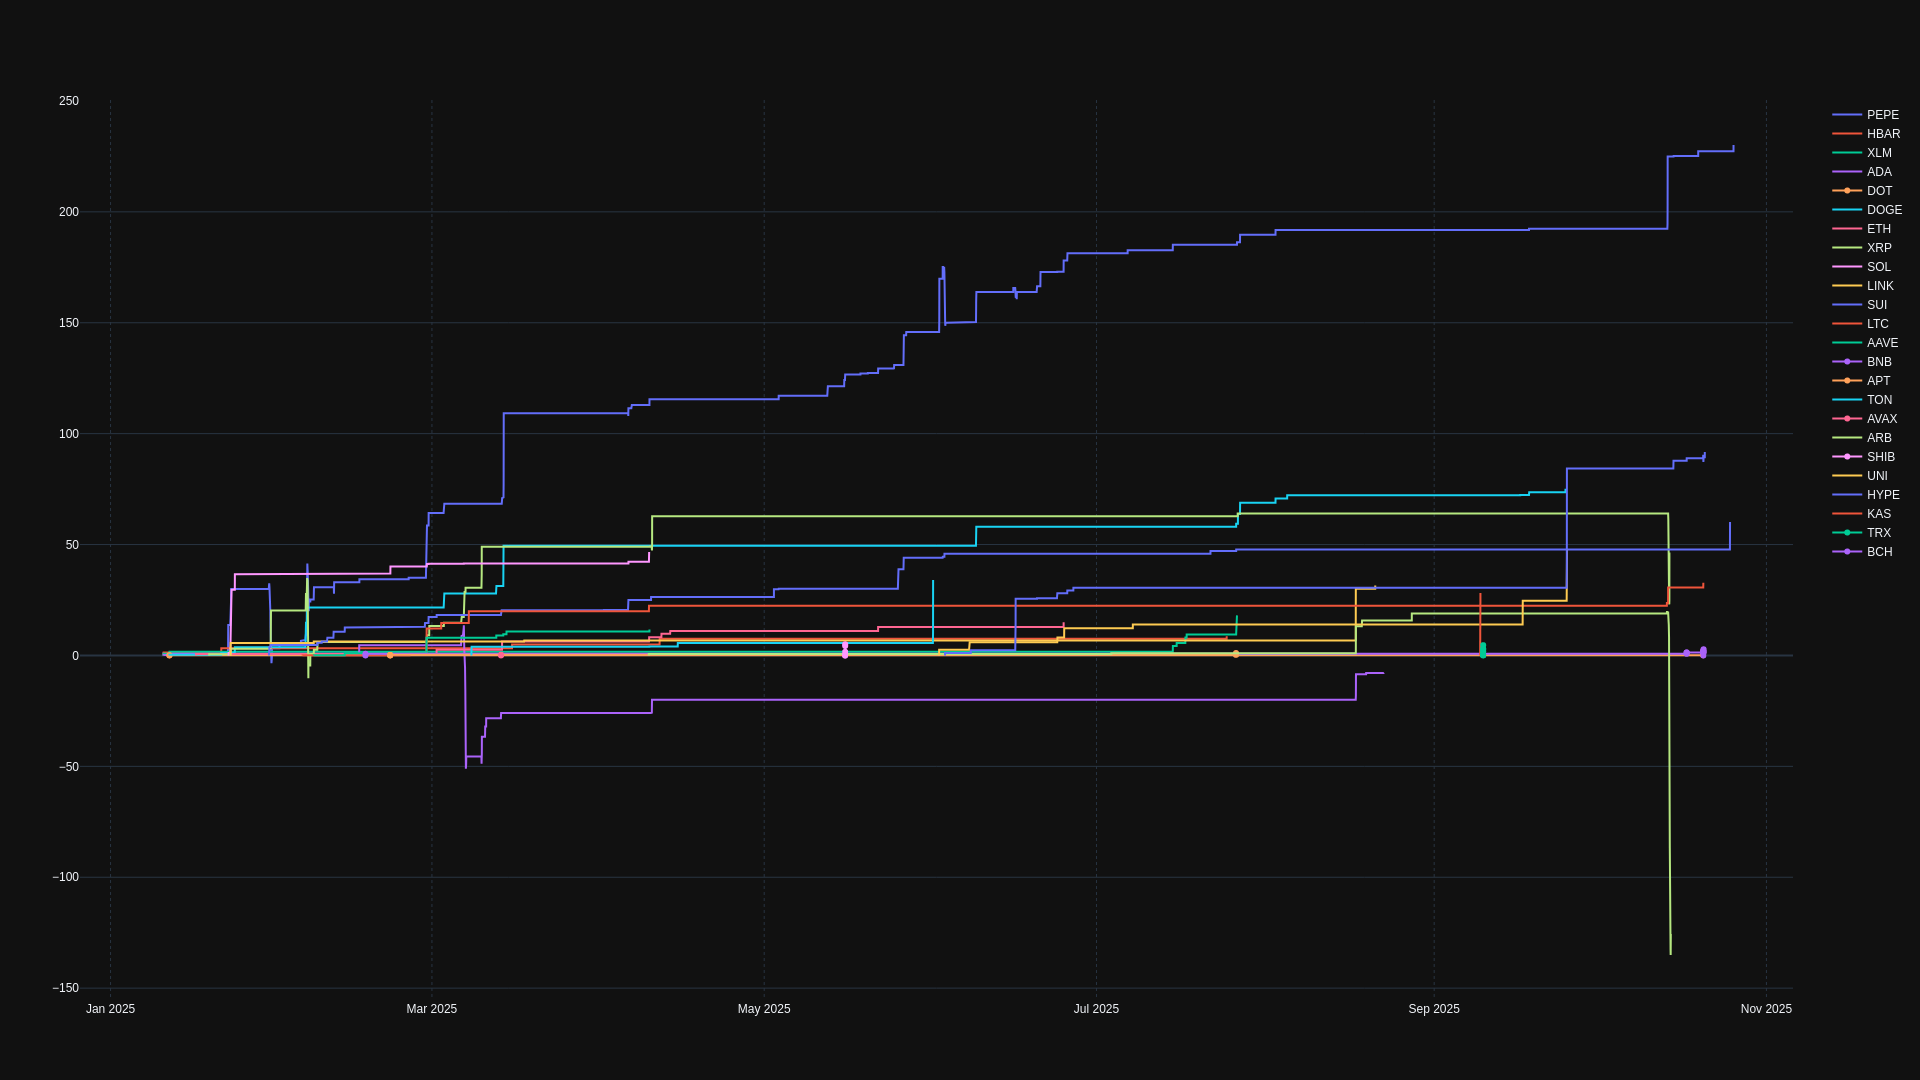 250
200
150
100
50
0
−50
−100
−150
Jan 2025
Mar 2025
May 2025
Jul 2025
Sep 2025
Nov 2025
PEPE
HBAR
XLM
ADA
DOT
DOGE
ETH
XRP
SOL
LINK
SUI
LTC
AAVE
BNB
APT
TON
AVAX
ARB
SHIB
UNI
HYPE
KAS
TRX
BCH